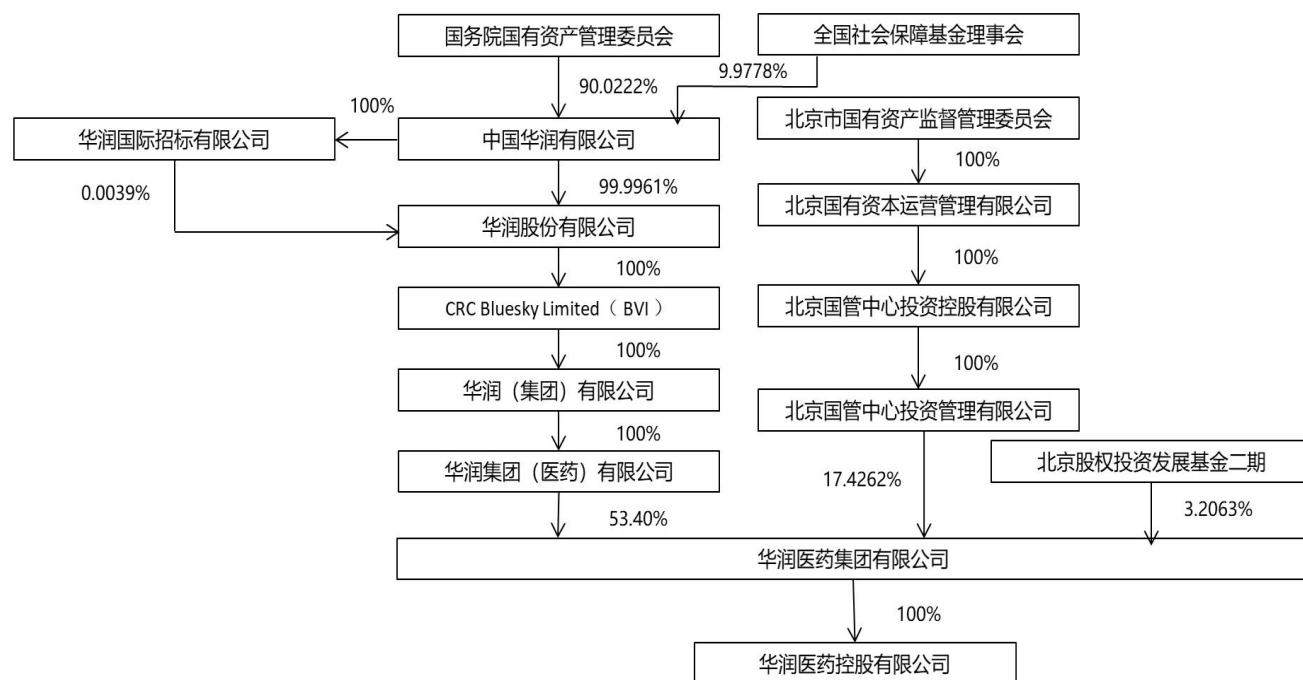 国务院国有资产管理委员会
全国社会保障基金理事会
9.9778%
90.0222%
100%
华润国际招标有限公司
中国华润有限公司
北京市国有资产监督管理委员会
100%
0.0039%
99.9961%
北京国有资本运营管理有限公司
华润股份有限公司
100%
100%
CRC Bluesky Limited（ BVI ）
北京国管中心投资控股有限公司
100%
100%
华润（集团）有限公司
北京国管中心投资管理有限公司
100%
华润集团（医药）有限公司
北京股权投资发展基金二期
17.4262%
53.40%
3.2063%
华润医药集团有限公司
100%
华润医药控股有限公司